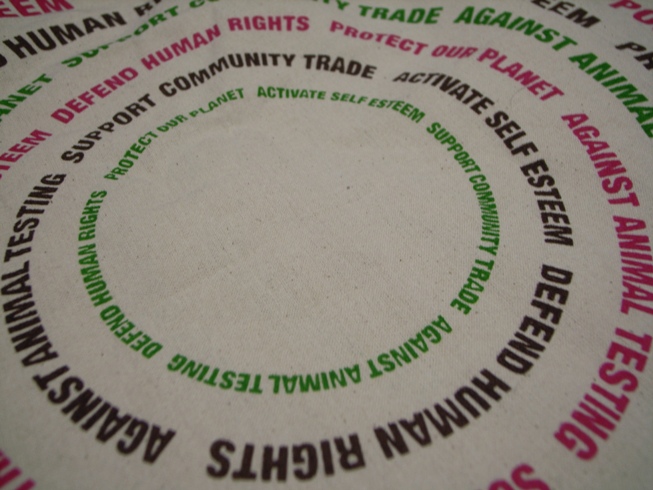 PROTECT OUR PLANET ACTIVATE SELF ESTEEM SUPPORT COMMUNITY TRADE AGAINST ANIMAL TESTING DEFEND HUMAN RIGHTS
SUPPORT COMMUNITY TRADE ACTIVATE SELF ESTEEM DEFEND HUMAN RIGHTS AGAINST ANIMAL TESTING
DEFEND HUMAN RIGHTS PROTECT OUR PLANET AGAINST ANIMAL TESTING
SUPPORT TRADE AGAINST ANIMAL
HUMAN